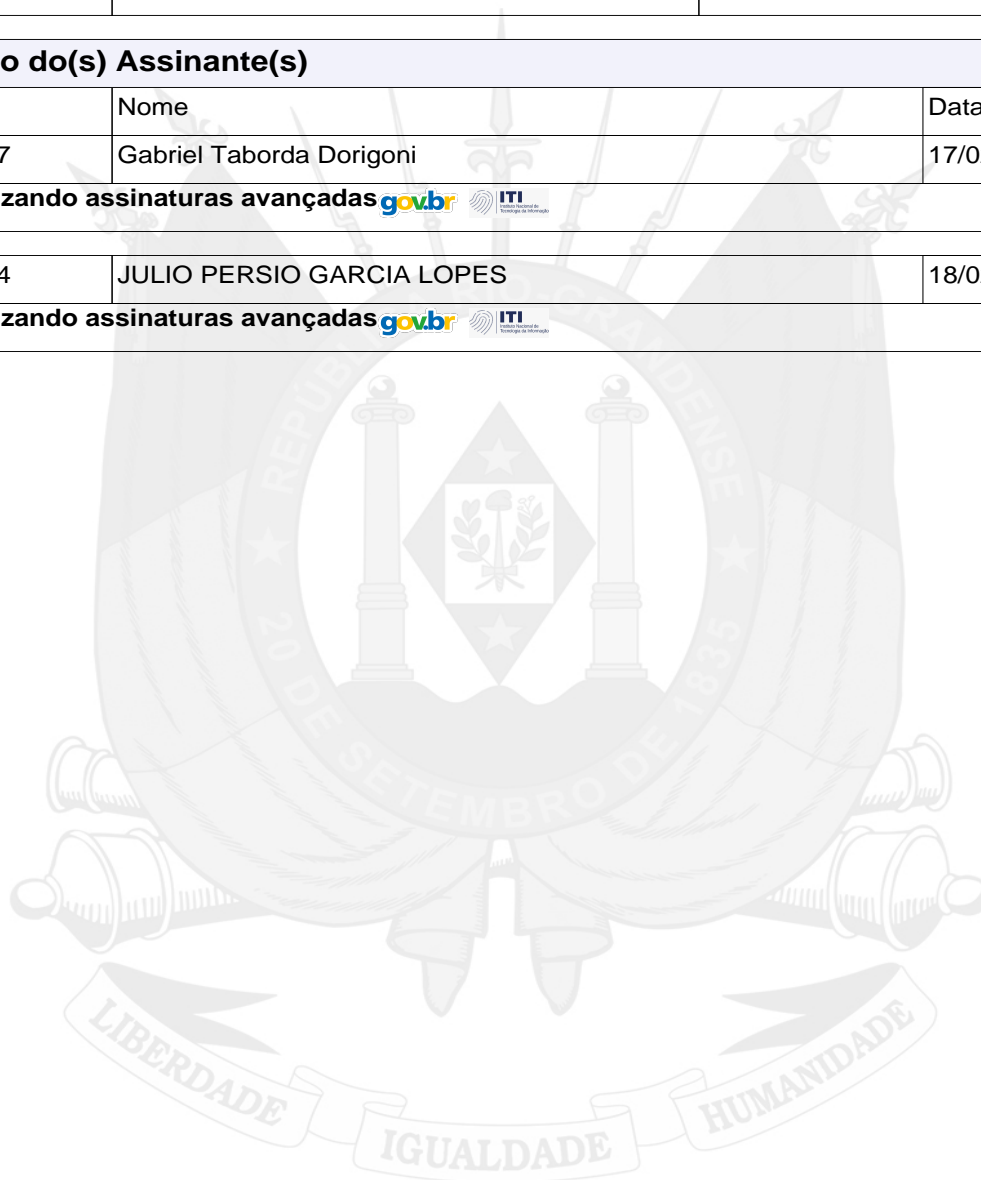 o do(s) Assinante(s)
Nome Data
7 Gabriel Taborda Dorigoni 17/0
zando assinaturas avançadas gov.br ITI
4 JULIO PERSIO GARCIA LOPES 18/0
zando assinaturas avançadas gov.br ITI
REPÚBLICA RIO-GRANDENSE
20 DE SETEMBRO DE 1835
LIBERDADE IGUALDADE HUMANIDADE